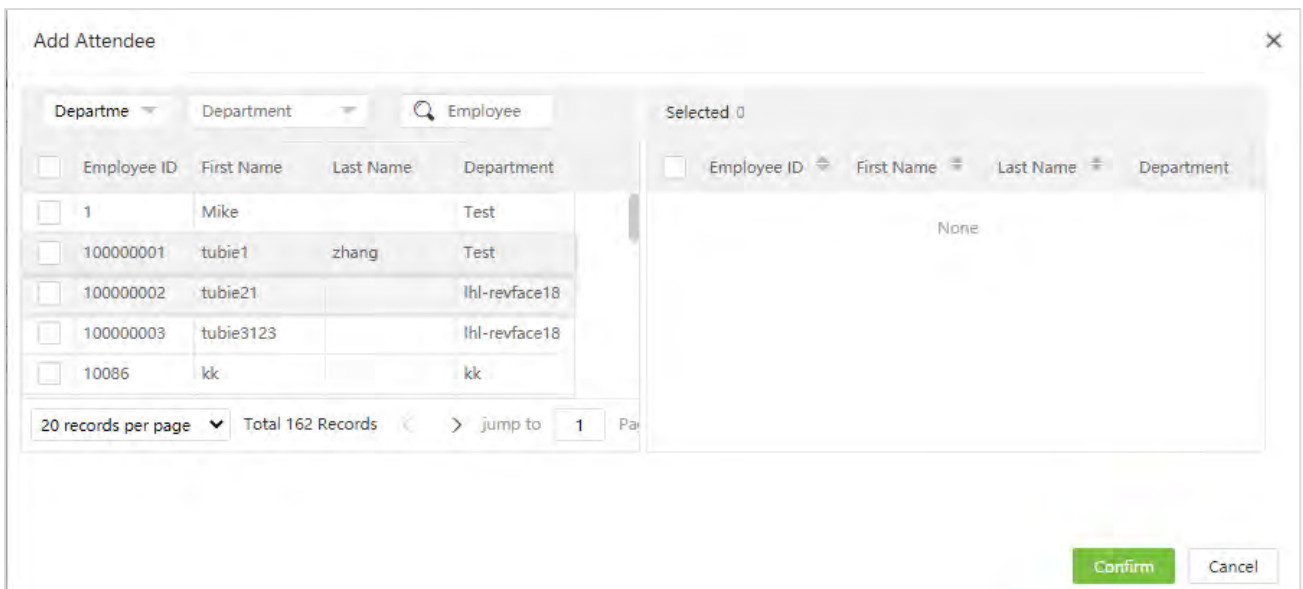 Add Attendee
Departme Department Employee Selected 0
Employee ID First Name Last Name Department Employee ID First Name Last Name Department
1 Mike Test None
100000001 tubie1 zhang Test
100000002 tubie21 lhl-revface18
100000003 tubie3123 lhl-revface18
10086 kk kk
20 records per page Total 162 Records < > jump to 1 Pa
Confirm Cancel